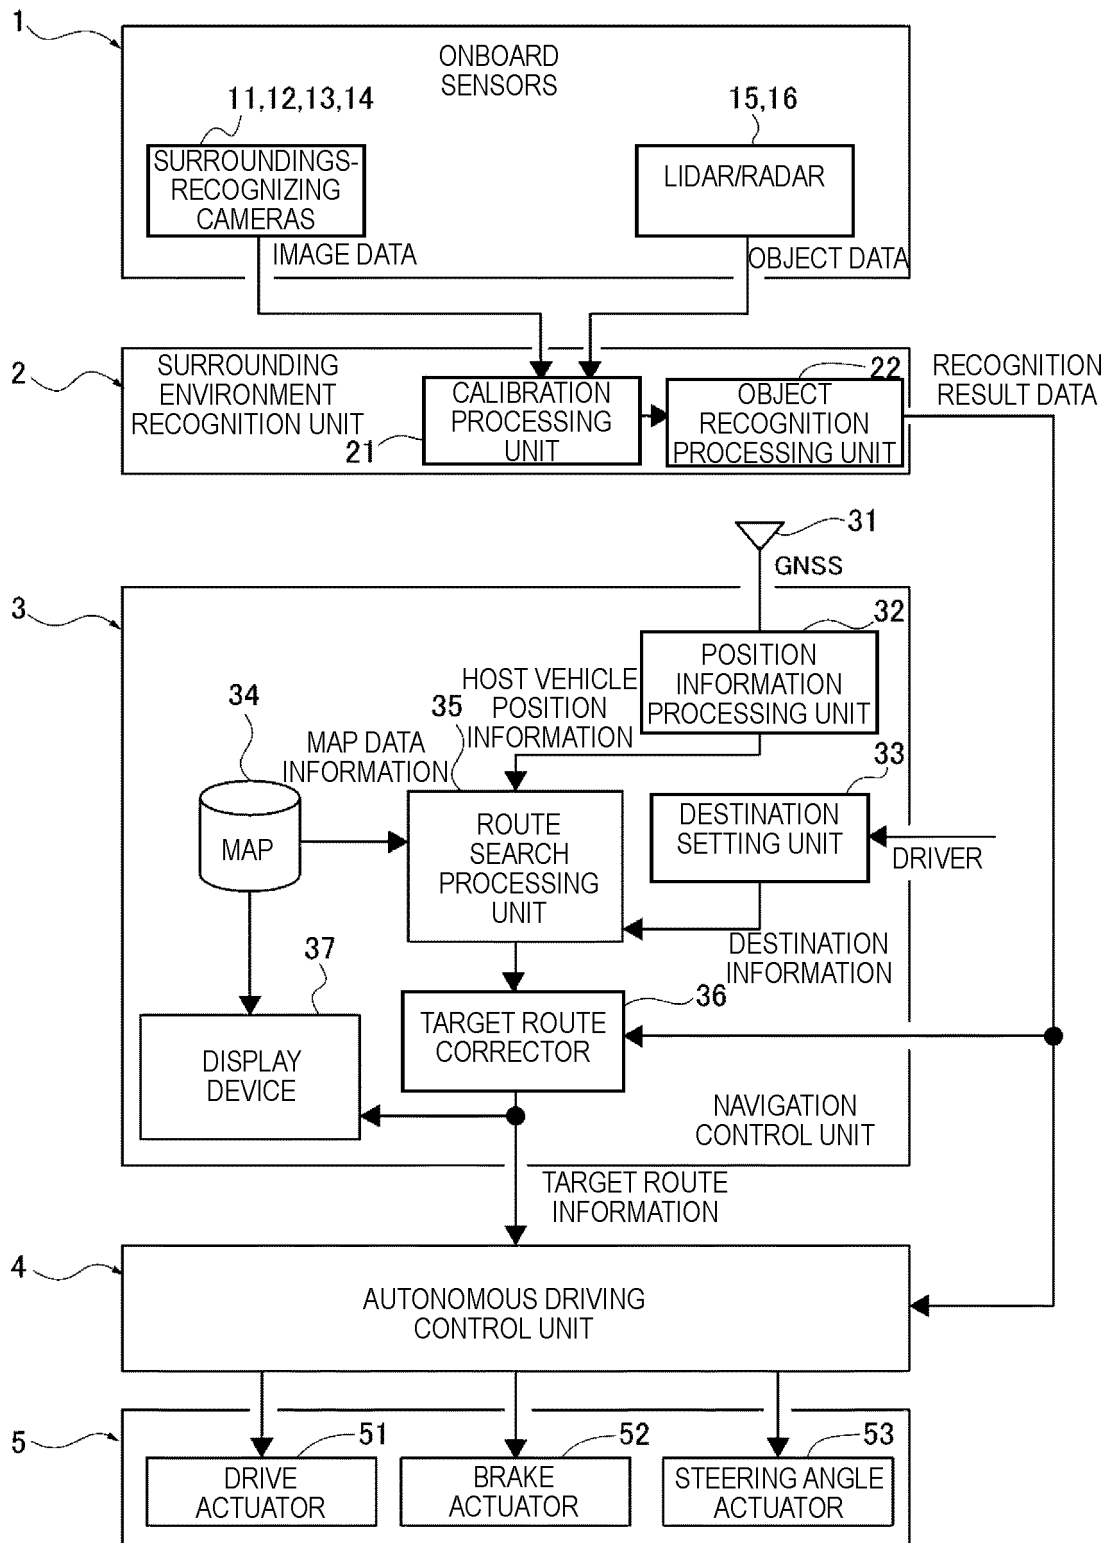 1
ONBOARD
SENSORS
11,12,13,14
15,16
SURROUNDINGS-
RECOGNIZING
CAMERAS
LIDAR/RADAR
IMAGE DATA
OBJECT DATA
2
SURROUNDING
ENVIRONMENT
RECOGNITION UNIT
21
CALIBRATION
PROCESSING
UNIT
22
OBJECT
RECOGNITION
PROCESSING UNIT
RECOGNITION
RESULT DATA
31
GNSS
3
32
POSITION
INFORMATION
PROCESSING UNIT
HOST VEHICLE
POSITION
INFORMATION
34
35
MAP DATA
INFORMATION
33
MAP
ROUTE
SEARCH
PROCESSING
UNIT
DESTINATION
SETTING UNIT
DRIVER
DESTINATION
INFORMATION
37
36
DISPLAY
DEVICE
TARGET ROUTE
CORRECTOR
NAVIGATION
CONTROL UNIT
TARGET ROUTE
INFORMATION
4
AUTONOMOUS DRIVING
CONTROL UNIT
5
51
52
53
DRIVE
ACTUATOR
BRAKE
ACTUATOR
STEERING ANGLE
ACTUATOR